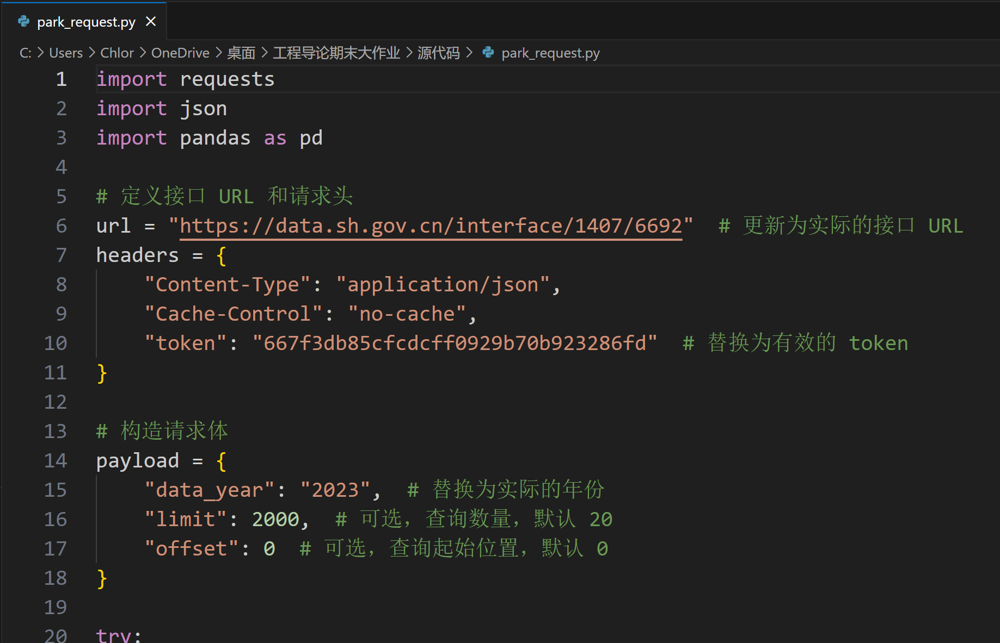 park_request.py
C: > Users > Chlor > OneDrive > 桌面 > 工程导论期末大作业 > 源代码 > park_request.py
1 import requests
2 import json
3 import pandas as pd
4
5 # 定义接口 URL 和请求头
6 url = "https://data.sh.gov.cn/interface/1407/6692"  # 更新为实际的接口 URL
7 headers = {
8     "Content-Type": "application/json",
9     "Cache-Control": "no-cache",
10     "token": "667f3db85cfcdcff0929b70b923286fd"  # 替换为有效的 token
11 }
12
13 # 构造请求体
14 payload = {
15     "data_year": "2023",  # 替换为实际的年份
16     "limit": 2000,  # 可选，查询数量，默认 20
17     "offset": 0  # 可选，查询起始位置，默认 0
18 }
19
20 try: